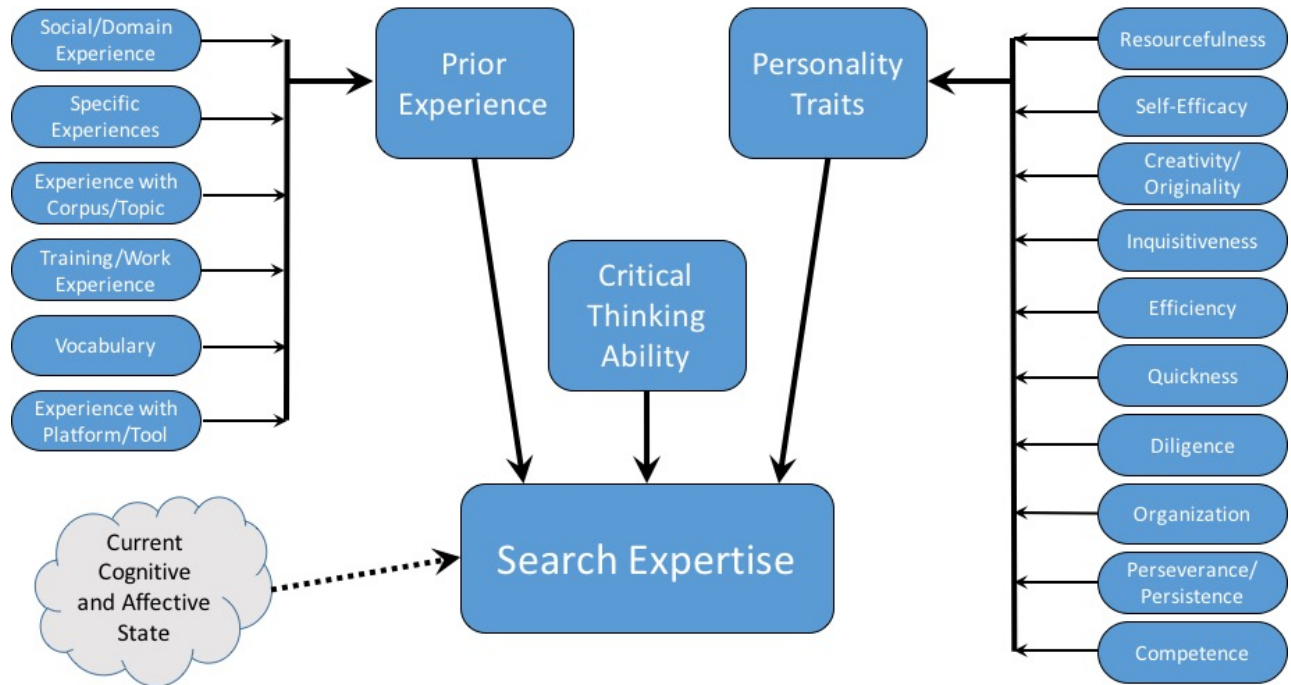 Social/Domain
Experience
Specific
Experiences
Experience with
Corpus/Topic
Training/Work
Experience
Vocabulary
Experience with
Platform/Tool
Prior
Experience
Personality
Traits
Critical
Thinking
Ability
Search Expertise
Current
Cognitive
and Affective
State
Resourcefulness
Self-Efficacy
Creativity/
Originality
Inquisitiveness
Efficiency
Quickness
Diligence
Organization
Perseverance/
Persistence
Competence